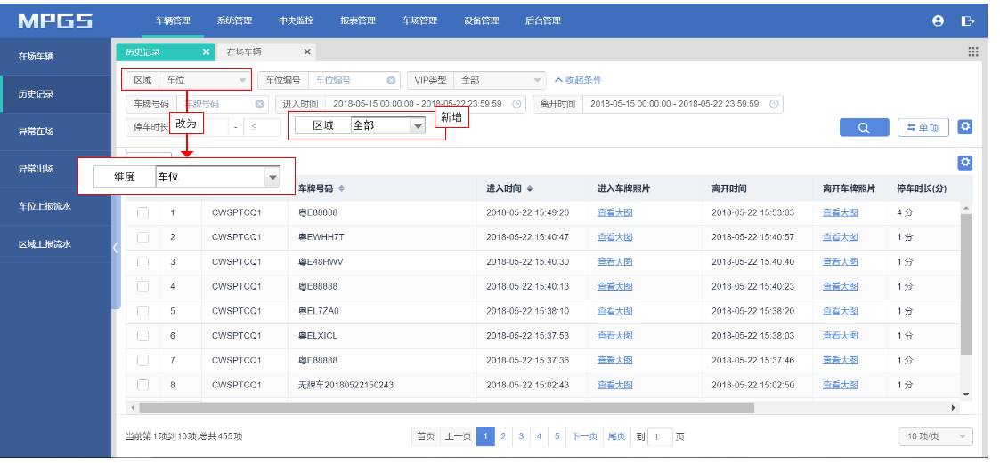 MPGS 车辆管理 系统管理 中央监控 报表管理 车场管理 设备管理 后台管理
在场车辆
历史记录
异常在场
异常出场
车位上报流水
区域上报流水
历史记录 × 在场车辆 ×
区域 车位 车位编号 车位编号 VIP类型 全部 收起条件
车牌号码 车牌号码 进入时间 2018-05-15 00:00:00 - 2018-05-22 23:59:59 离开时间 2018-05-15 00:00:00 - 2018-05-22 23:59:59
停车时长 - ≤ 单项
改为
区域 全部
新增
维度 车位
车牌号码 进入时间 进入车牌照片 离开时间 离开车牌照片 停车时长(分)
1 CWSPTCQ1 粤E88888 2018-05-22 15:49:20 查看大图 2018-05-22 15:53:03 查看大图 4 分
2 CWSPTCQ1 粤EWHH7T 2018-05-22 15:40:47 查看大图 2018-05-22 15:40:57 查看大图 1 分
3 CWSPTCQ1 粤E48HWV 2018-05-22 15:40:30 查看大图 2018-05-22 15:40:40 查看大图 1 分
4 CWSPTCQ1 粤E88888 2018-05-22 15:40:13 查看大图 2018-05-22 15:40:23 查看大图 1 分
5 CWSPTCQ1 粤EL7ZA0 2018-05-22 15:38:10 查看大图 2018-05-22 15:38:20 查看大图 1 分
6 CWSPTCQ1 粤ELXICL 2018-05-22 15:37:53 查看大图 2018-05-22 15:38:03 查看大图 1 分
7 CWSPTCQ1 粤E88888 2018-05-22 15:37:36 查看大图 2018-05-22 15:37:46 查看大图 1 分
8 CWSPTCQ1 无牌车20180522150243 2018-05-22 15:02:43 查看大图 2018-05-22 15:02:50 查看大图 1 分
当前第1项到10项,总共455项 首页 上一页 1 2 3 4 5 下一页 尾页 到 1 页 10 项/页